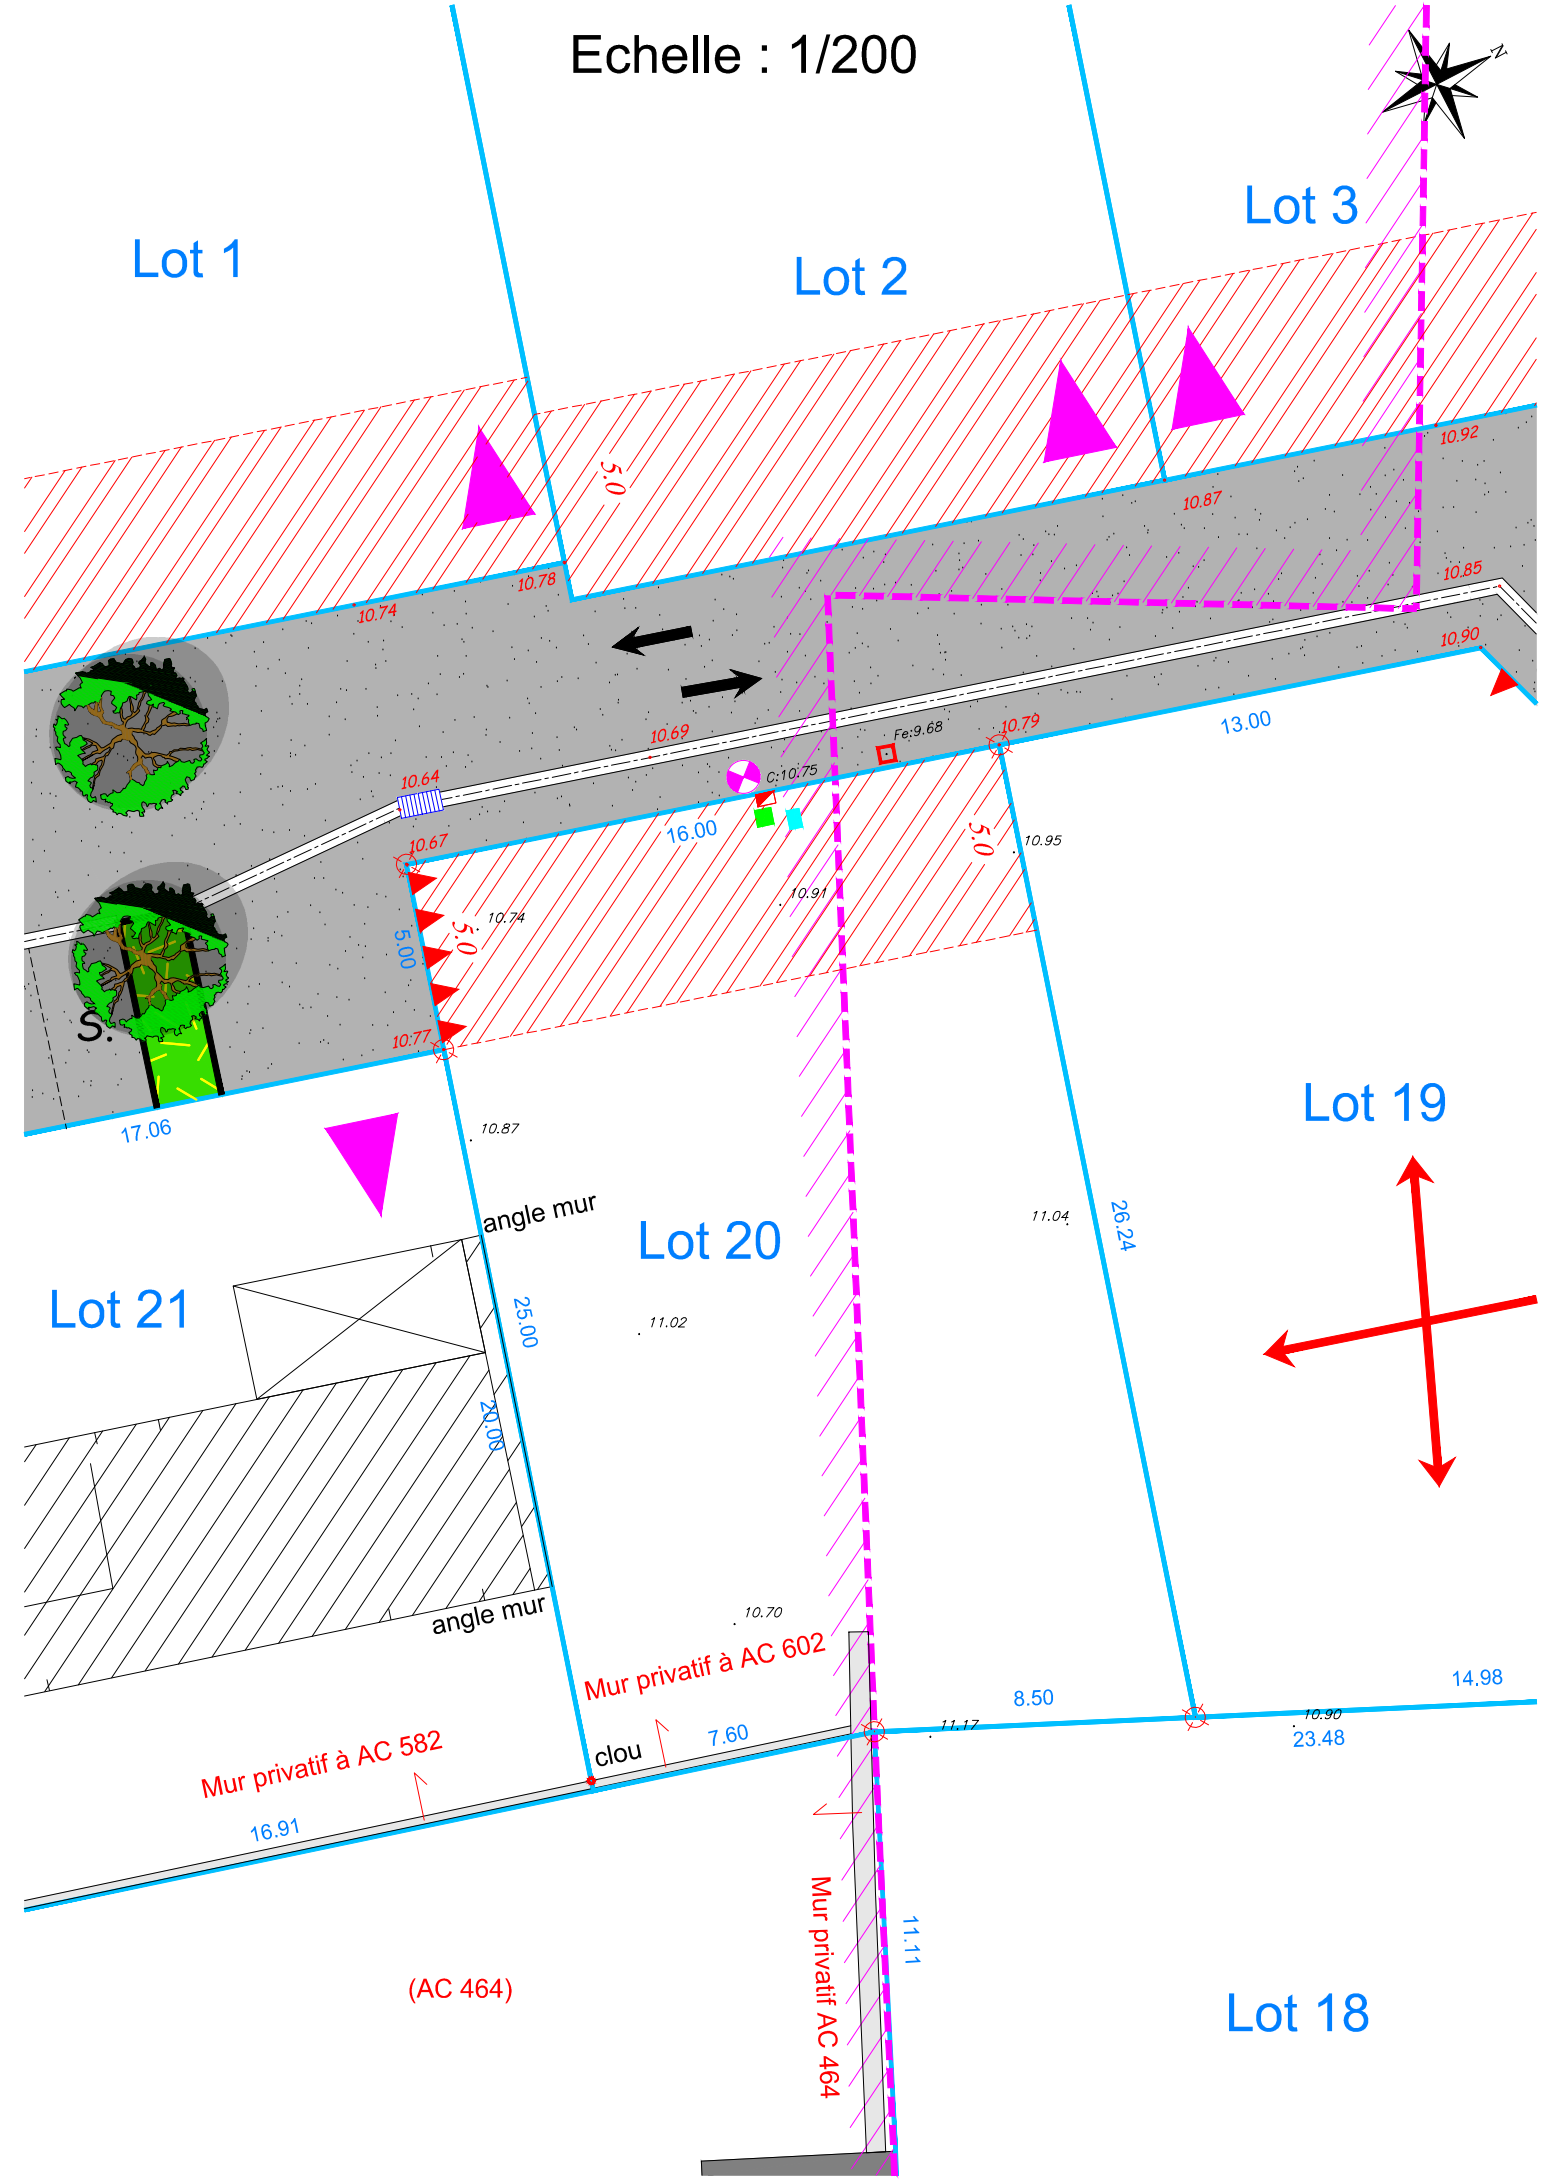 Echelle : 1/200
N
Lot 3
Lot 1
Lot 2
10.92
5.0
10.87
10.78
10.74
10.85
10.90
10.69
Fe:9.68
10.79
13.00
10.64
C:10.75
16.00
10.67
5.0
10.95
10.91
10.74
5.0
5.00
S.
10.77
17.06
10.87
Lot 19
angle mur
Lot 20
11.04
26.24
Lot 21
25.00
11.02
20.00
angle mur
10.70
Mur privatif à AC 602
14.98
8.50
11.17
10.90
23.48
7.60
clou
Mur privatif à AC 582
16.91
Mur privatif AC 464
11.11
(AC 464)
Lot 18